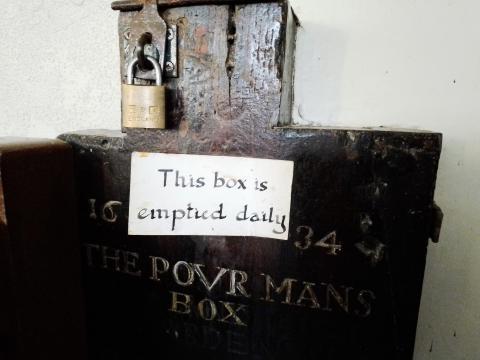 This box is
emptied daily
16 34
THE POVR MANS
BOX